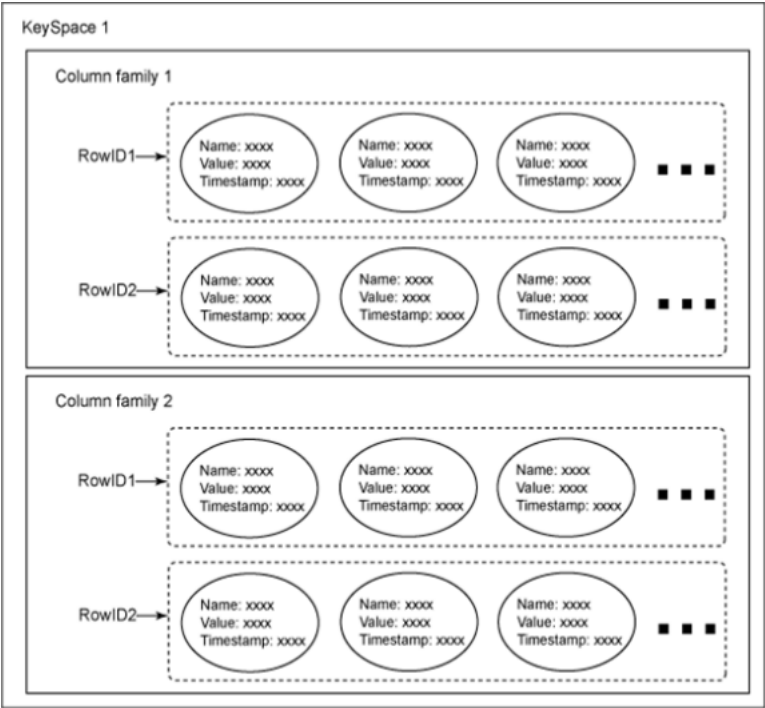 KeySpace 1
Column family 1
RowID1
Name: xxxx
Value: xxxx
Timestamp: xxxx
Name: xxxx
Value: xxxx
Timestamp: xxxx
Name: xxxx
Value: xxxx
Timestamp: xxxx
RowID2
Name: xxxx
Value: xxxx
Timestamp: xxxx
Name: xxxx
Value: xxxx
Timestamp: xxxx
Name: xxxx
Value: xxxx
Timestamp: xxxx
Column family 2
RowID1
Name: xxxx
Value: xxxx
Timestamp: xxxx
Name: xxxx
Value: xxxx
Timestamp: xxxx
Name: xxxx
Value: xxxx
Timestamp: xxxx
RowID2
Name: xxxx
Value: xxxx
Timestamp: xxxx
Name: xxxx
Value: xxxx
Timestamp: xxxx
Name: xxxx
Value: xxxx
Timestamp: xxxx